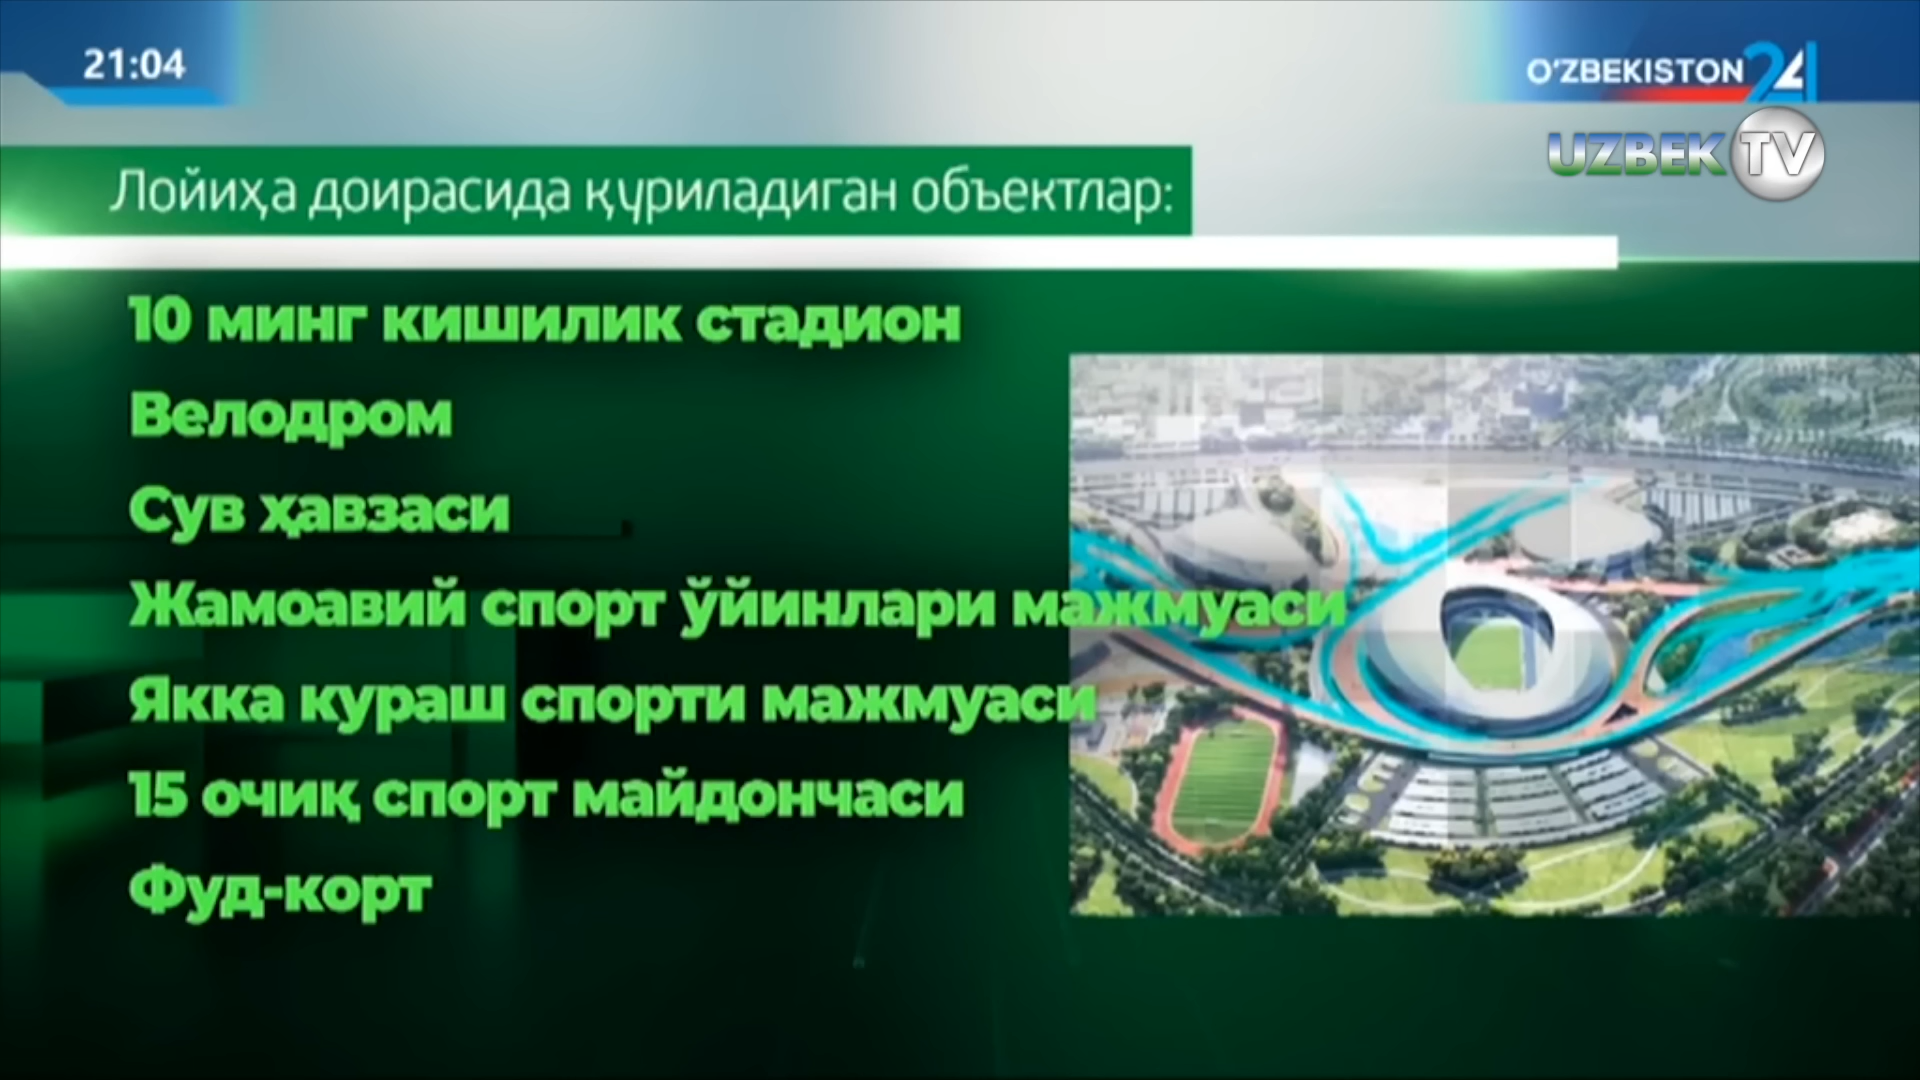 21:04
O'ZBEKISTON 24
UZBEK TV
Лойиҳа доирасида қуриладиган объектлар:
10 минг кишилик стадион
Велодром
Сув ҳавзаси
Жамоавий спорт ўйинлари мажмуаси
Якка кураш спорти мажмуаси
15 очиқ спорт майдончаси
Фуд-корт